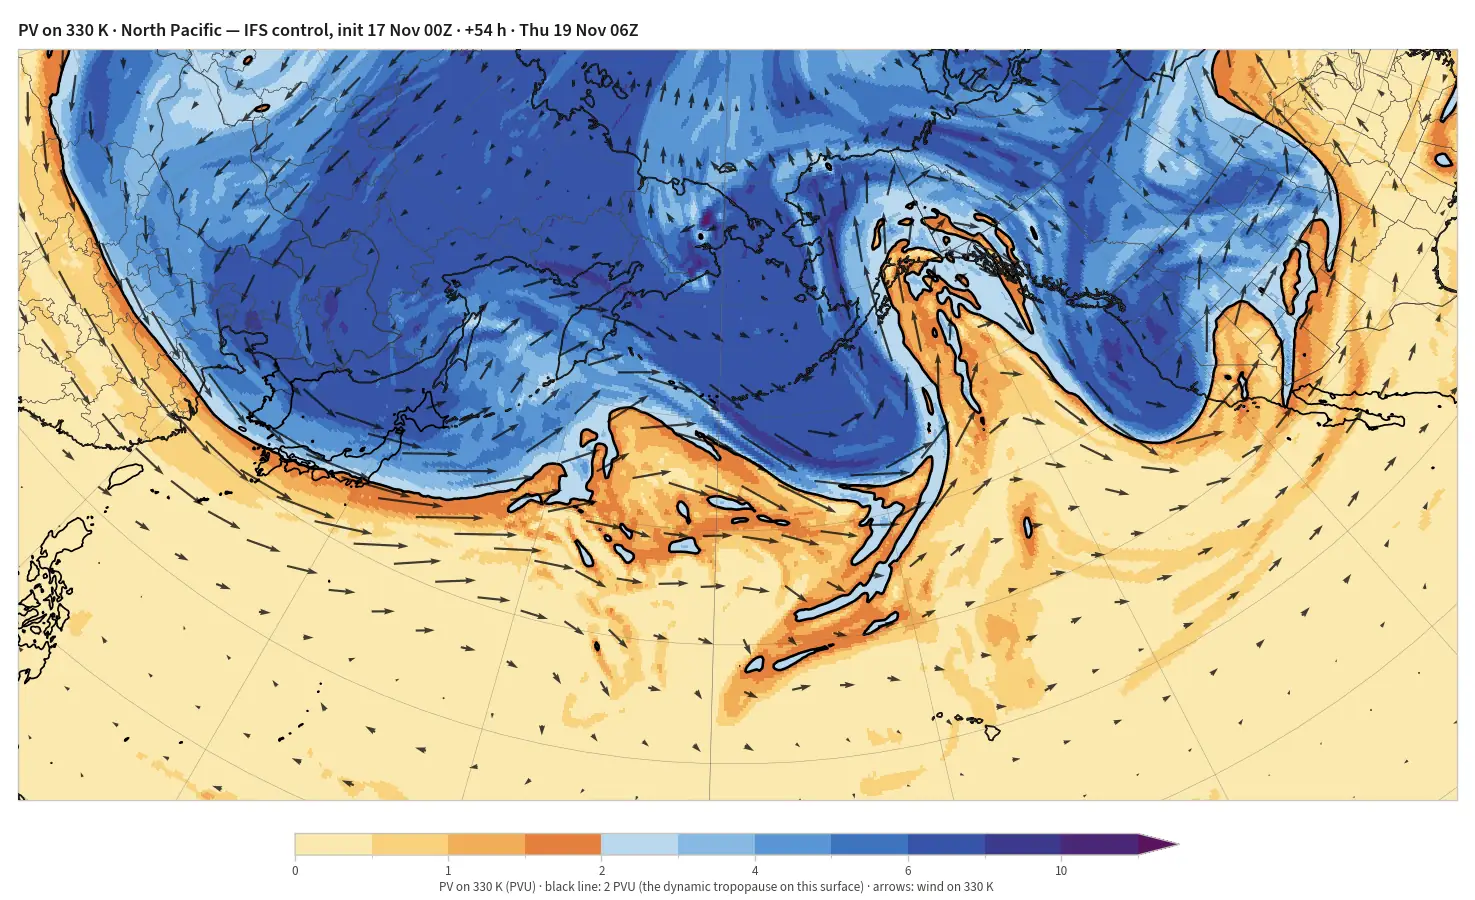 PV on 330 K · North Pacific — IFS control, init 17 Nov 00Z · +54 h · Thu 19 Nov 06Z
0 1 2 4 6 10
PV on 330 K (PVU) · black line: 2 PVU (the dynamic tropopause on this surface) · arrows: wind on 330 K